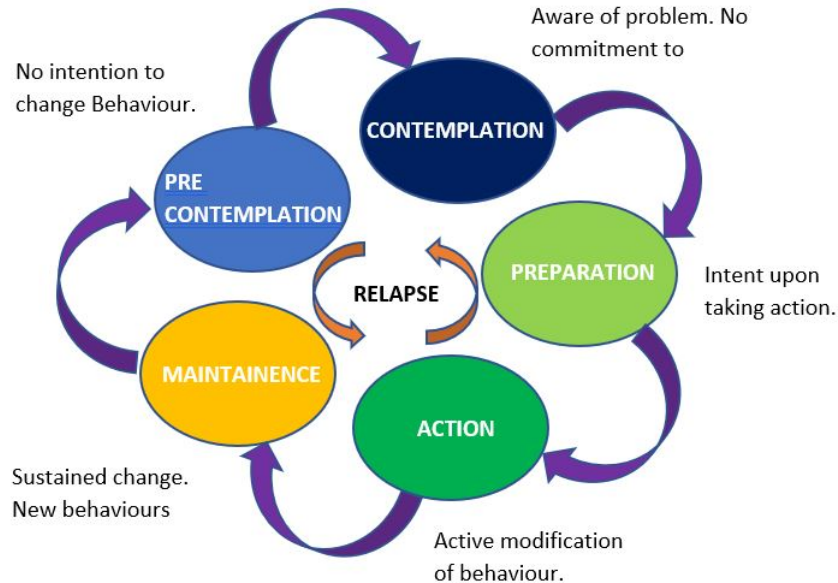 No intention to
change Behaviour.
Aware of problem. No
commitment to
CONTEMPLATION
PRE
CONTEMPLATION
PREPARATION
Intent upon
taking action.
RELAPSE
MAINTAINENCE
ACTION
Sustained change.
New behaviours
Active modification
of behaviour.